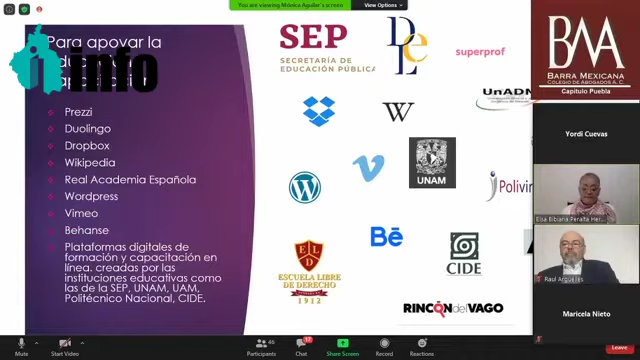 You are viewing Mónica Aguilar's screen
View Options
Para apoyar la
info
Prezzi
Duolingo
Dropbox
Wikipedia
Real Academia Española
Wordpress
Vimeo
Behanse
Plataformas digitales de
formación y capacitación en
línea. creadas por las
instituciones educativas como
las de la SEP, UNAM, UAM,
Politécnico Nacional, CIDE.
SEP
SECRETARÍA DE
EDUCACIÓN PÚBLICA
DLE
superprof
UnADM
W
UNAM
Polivir
Bē
ESCUELA LIBRE
DE DERECHO
1912
CIDE
RINCÓNdelVAGO
BMA
BARRA MEXICANA
COLEGIO DE ABOGADOS A. C.
Capítulo Puebla
Yordi Cuevas
Elsa Bibiana Peralta Her...
Raul Arguelles
Maricela Nieto
Mute
Start Video
Participants
46
Chat
Share Screen
Record
Reactions
Leave